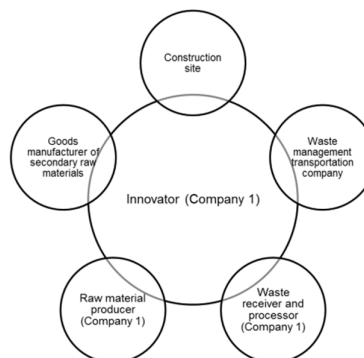 Construction
site
Goods
manufacturer of
secondary raw
materials
Waste
management
transportation
company
Innovator (Company 1)
Raw material
producer
(Company 1)
Waste
receiver and
processor
(Company 1)